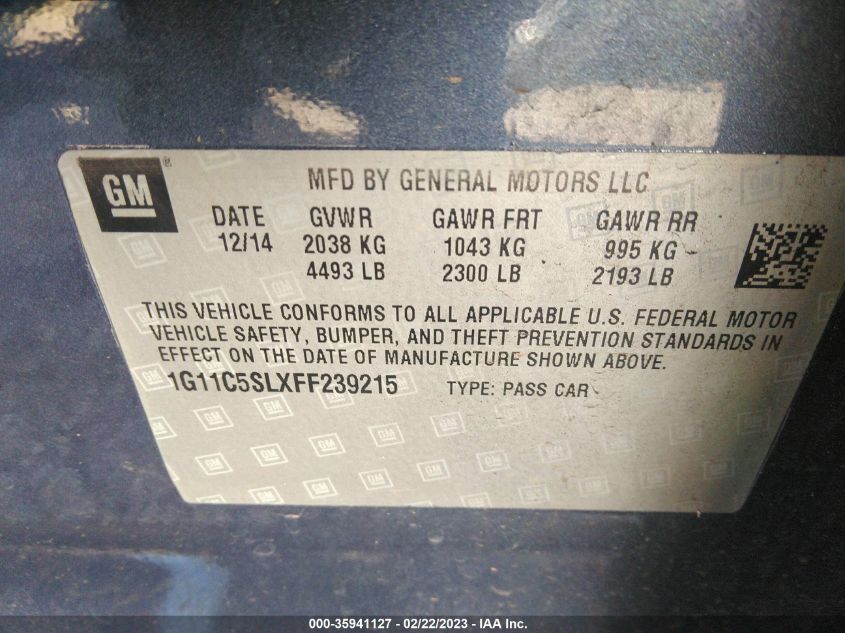 GM
MFD BY GENERAL MOTORS LLC
DATE GVWR GAWR FRT GAWR RR
12/14 2038 KG 1043 KG 995 KG
4493 LB 2300 LB 2193 LB
THIS VEHICLE CONFORMS TO ALL APPLICABLE U.S. FEDERAL MOTOR
VEHICLE SAFETY, BUMPER, AND THEFT PREVENTION STANDARDS IN
EFFECT ON THE DATE OF MANUFACTURE SHOWN ABOVE.
1G11C5SLXFF239215 TYPE: PASS CAR
000-35941127 - 02/22/2023 - IAA Inc.